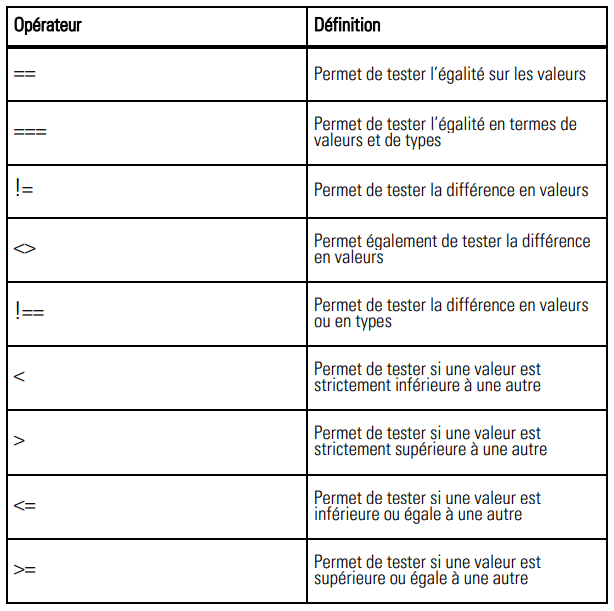 Opérateur Définition
== Permet de tester l’égalité sur les valeurs
=== Permet de tester l’égalité en termes de
valeurs et de types
!= Permet de tester la différence en valeurs
<> Permet également de tester la différence
en valeurs
!== Permet de tester la différence en valeurs
ou en types
< Permet de tester si une valeur est
strictement inférieure à une autre
> Permet de tester si une valeur est
strictement supérieure à une autre
<= Permet de tester si une valeur est
inférieure ou égale à une autre
>= Permet de tester si une valeur est
supérieure ou égale à une autre